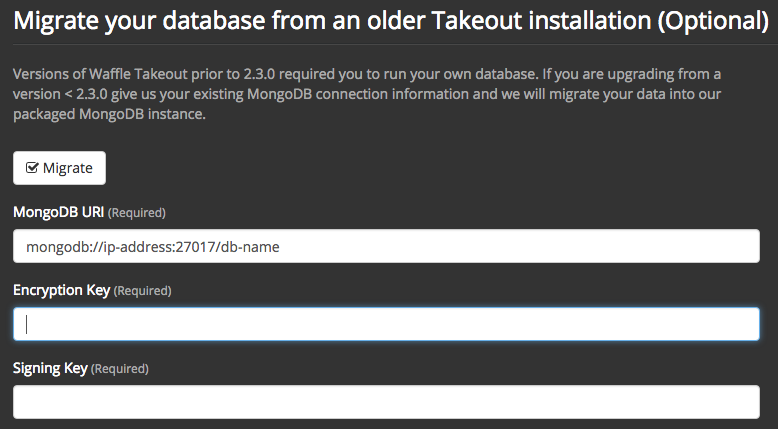 Migrate your database from an older Takeout installation (Optional)
Versions of Waffle Takeout prior to 2.3.0 required you to run your own database. If you are upgrading from a
version < 2.3.0 give us your existing MongoDB connection information and we will migrate your data into our
packaged MongoDB instance.
Migrate
MongoDB URI (Required)
mongodb://ip-address:27017/db-name
Encryption Key (Required)
Signing Key (Required)